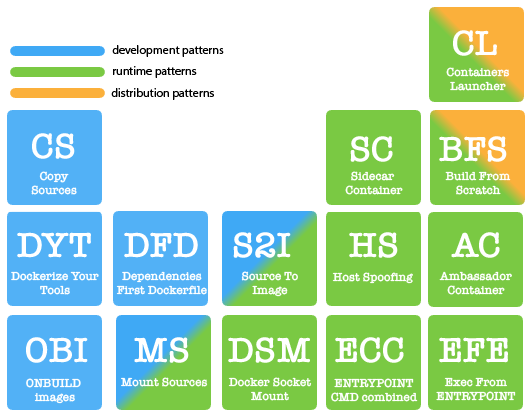 development patterns
runtime patterns
distribution patterns
CL
Containers
Launcher
CS
Copy
Sources
SC
Sidecar
Container
BFS
Build From
Scratch
DYT
Dockerize Your
Tools
DFD
Dependencies
First Dockerfile
S2I
Source To
Image
HS
Host Spoofing
AC
Ambassador
Container
OBI
ONBUILD
images
MS
Mount Sources
DSM
Docker Socket
Mount
ECC
ENTRYPOINT
CMD combined
EFE
Exec From
ENTRYPOINT